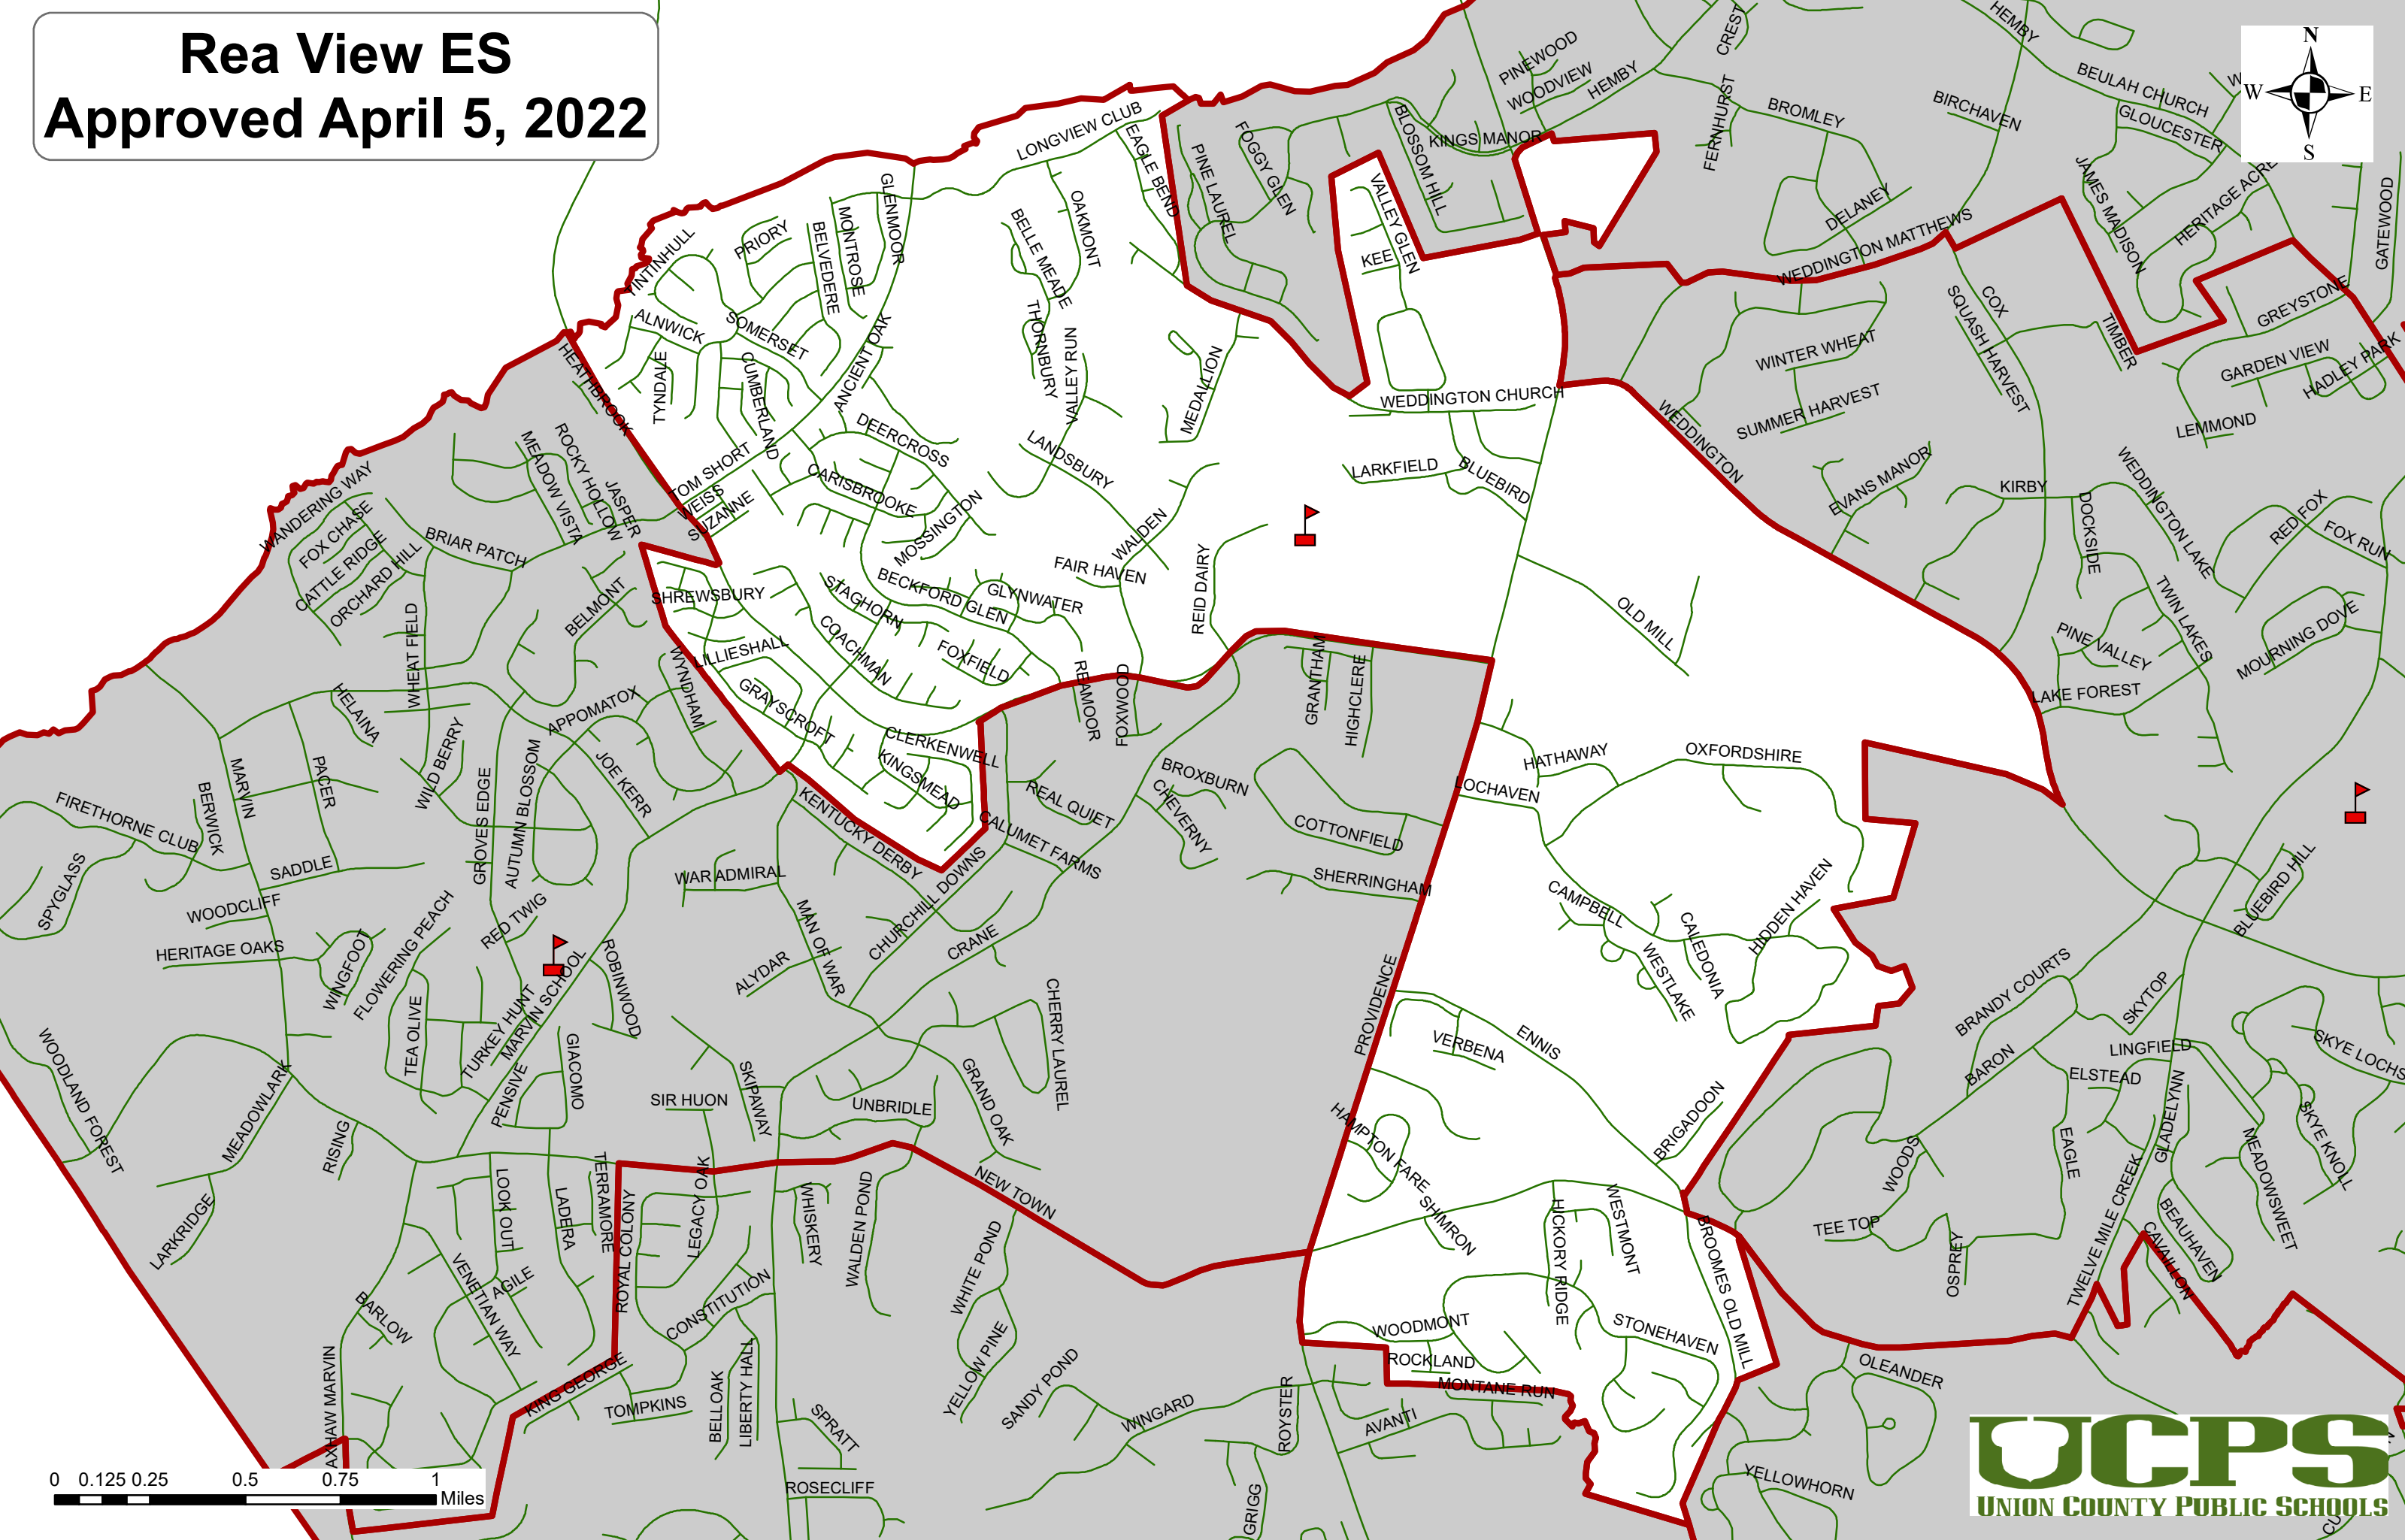 Rea View ES
Approved April 5, 2022
N
W
E
S
HEMBY
CREST
PINEWOOD
WOODVIEW
HEMBY
BEULAH CHURCH
GLOUCESTER
BIRCHAVEN
BROMLEY
FERNHURST
KINGS MANOR
BLOSSOM HILL
LONGVIEW CLUB
EAGLE BEND
PINE LAUREL
FOGGY GLEN
VALLEY GLEN
KEE
JAMES MADISON
HERITAGE ACRE
GATEWOOD
DELANEY
WEDDINGTON MATTHEWS
GLENMOOR
MONTROSE
BELVEDERE
PRIORY
TINTINHULL
OAKMONT
BELLE MEADE
THORNBURY
VALLEY RUN
MEDALLION
ALNWICK
SOMERSET
TYNDALE
CUMBERLAND
ANCIENT OAK
HEATHBROOK
COX
SQUASH HARVEST
TIMBER
GREYSTONE
GARDEN VIEW
HADLEY PARK
LEMMOND
WINTER WHEAT
SUMMER HARVEST
WEDDINGTON
WEDDINGTON CHURCH
LARKFIELD
BLUEBIRD
DEERCROSS
LANDSBURY
CARISBROOKE
MOSSINGTON
TOM SHORT
WEISS
SUZANNE
ROCKY HOLLOW
MEADOW VISTA
JASPER
WANDERING WAY
FOX CHASE
CATTLE RIDGE
ORCHARD HILL
BRIAR PATCH
WHEAT FIELD
BELMONT
EVANS MANOR
KIRBY
DOCKSIDE
WEDDINGTON LAKE
RED FOX
FOX RUN
TWIN LAKES
PINE VALLEY
MOURNING DOVE
LAKE FOREST
WALDEN
FAIR HAVEN
REID DAIRY
OLD MILL
SHREWSBURY
STAGHORN
BECKFORD GLEN
GLYNWATER
COACHMAN
FOXFIELD
LILLIESHALL
WYNDHAM
GRAYSCROFT
REAMOOR
FOXWOOD
GRANTHAM
HIGHCLERE
CLERKENWELL
KINGSMEAD
HELAINA
APPOMATOX
JOE KERR
WILD BERRY
GROVES EDGE
AUTUMN BLOSSOM
MARVIN
PACER
BERWICK
FIRETHORNE CLUB
SPYGLASS
SADDLE
WOODCLIFF
HERITAGE OAKS
WINGFOOT
FLOWERING PEACH
RED TWIG
KENTUCKY DERBY
REAL QUIET
CALUMET FARMS
CHURCHILL DOWNS
WAR ADMIRAL
MAN OF WAR
ALYDAR
CRANE
BROXBURN
CHEVERNY
COTTONFIELD
SHERRINGHAM
LOCHAVEN
HATHAWAY
OXFORDSHIRE
CAMPBELL
WESTLAKE
CALEDONIA
HIDDEN HAVEN
BLUEBIRD HILL
BRANDY COURTS
SKYTOP
BARON
LINGFIELD
ELSTEAD
SKYE LOCHS
SKYE KNOLL
GLADELYNN
MEADOWSWEET
EAGLE
WOODS
TEE TOP
OSPREY
TWELVE MILE CREEK
BEAUHAVEN
CAVAILLON
PROVIDENCE
VERBENA
ENNIS
BRIGADOON
HAMPTON FARE
SHIMRON
HICKORY RIDGE
WESTMONT
BROOMES OLD MILL
STONEHAVEN
WOODMONT
ROCKLAND
MONTANE RUN
AVANTI
ROYSTER
WINGARD
GRIGG
OLEANDER
YELLOWHORN
ROBINWOOD
MARVIN SCHOOL
TURKEY HUNT
TEA OLIVE
PENSIVE
GIACOMO
SIR HUON
SKIPAWAY
UNBRIDLE
GRAND OAK
CHERRY LAUREL
WOODLAND FOREST
MEADOWLARK
RISING
LARKRIDGE
LOOK OUT
LADERA
TERRAMORE
ROYAL COLONY
LEGACY OAK
WHISKERY
WALDEN POND
NEW TOWN
WHITE POND
YELLOW PINE
SANDY POND
VENETIAN WAY
AGILE
BARLOW
AXHAW MARVIN
CONSTITUTION
KING GEORGE
TOMPKINS
BELLOAK
LIBERTY HALL
SPRATT
ROSECLIFF
0 0.125 0.25 0.5 0.75 1
Miles
UCPS
UNION COUNTY PUBLIC SCHOOLS